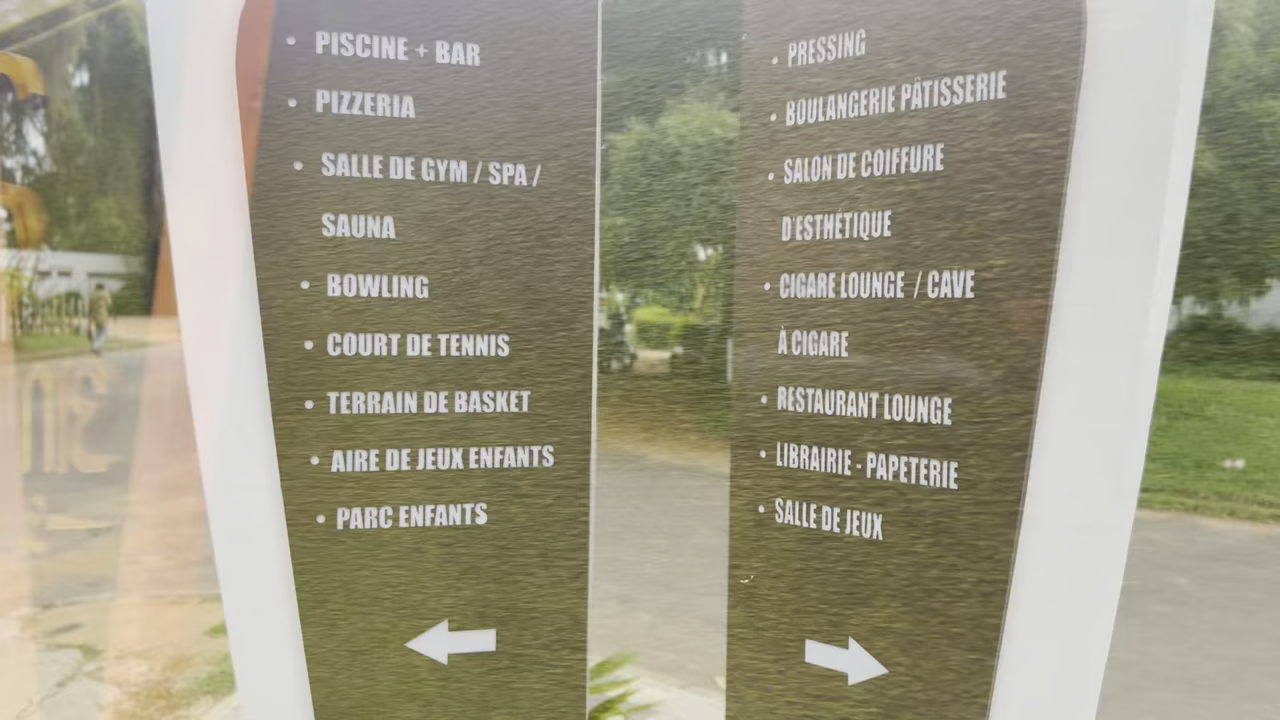 • PISCINE + BAR
• PIZZERIA
• SALLE DE GYM / SPA /
SAUNA
• BOWLING
• COURT DE TENNIS
• TERRAIN DE BASKET
• AIRE DE JEUX ENFANTS
• PARC ENFANTS
• PRESSING
• BOULANGERIE PÂTISSERIE
• SALON DE COIFFURE
D'ESTHÉTIQUE
• CIGARE LOUNGE / CAVE
À CIGARE
• RESTAURANT LOUNGE
• LIBRAIRIE - PAPETERIE
• SALLE DE JEUX